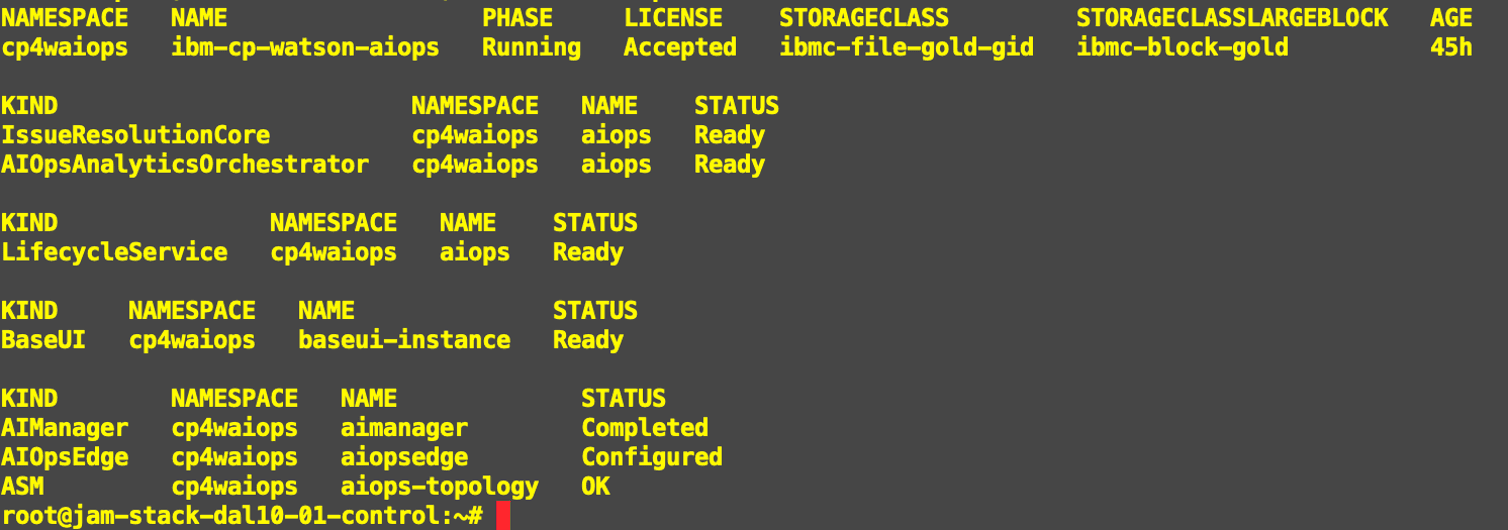 NAMESPACE   NAME                  PHASE     LICENSE    STORAGECLASS           STORAGECLASSLARGEBLOCK   AGE
cp4waiops   ibm-cp-watson-aiops   Running   Accepted   ibmc-file-gold-gid   ibmc-block-gold          45h

KIND                         NAMESPACE   NAME    STATUS
IssueResolutionCore          cp4waiops   aiops   Ready
AIOpsAnalyticsOrchestrator   cp4waiops   aiops   Ready

KIND               NAMESPACE   NAME    STATUS
LifecycleService   cp4waiops   aiops   Ready

KIND     NAMESPACE   NAME              STATUS
BaseUI   cp4waiops   baseui-instance   Ready

KIND        NAMESPACE   NAME             STATUS
AIManager   cp4waiops   aimanager        Completed
AIOpsEdge   cp4waiops   aiopsedge        Configured
ASM         cp4waiops   aiops-topology   OK
root@jam-stack-dal10-01-control:~#